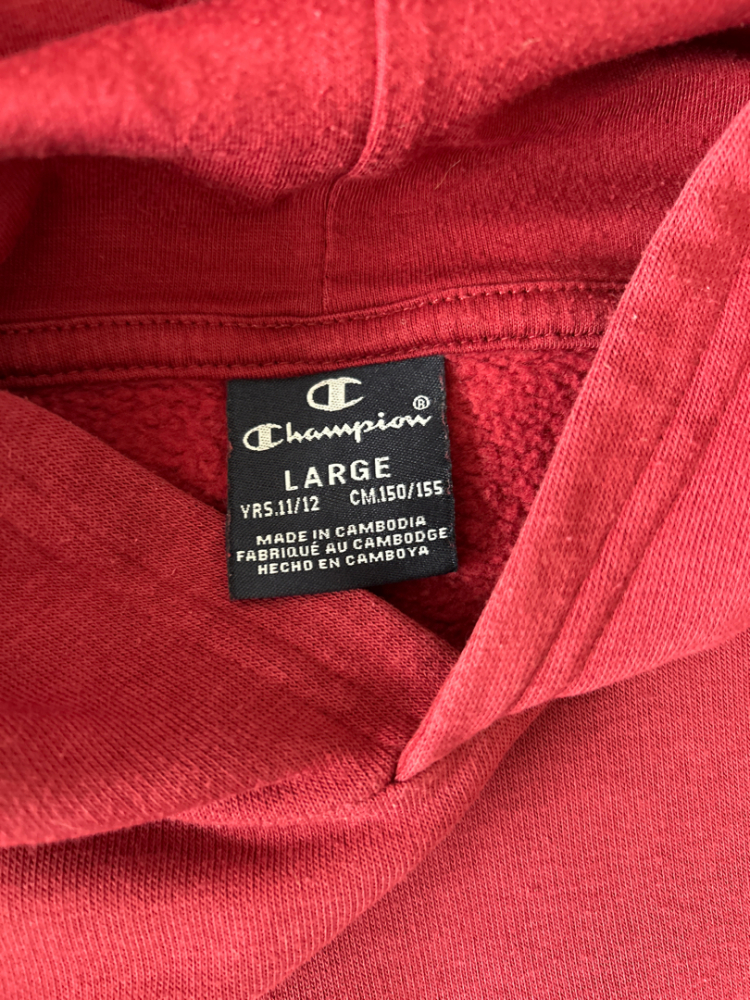 Champion®
LARGE
YRS.11/12 CM.150/155
MADE IN CAMBODIA
FABRIQUÉ AU CAMBODGE
HECHO EN CAMBOYA